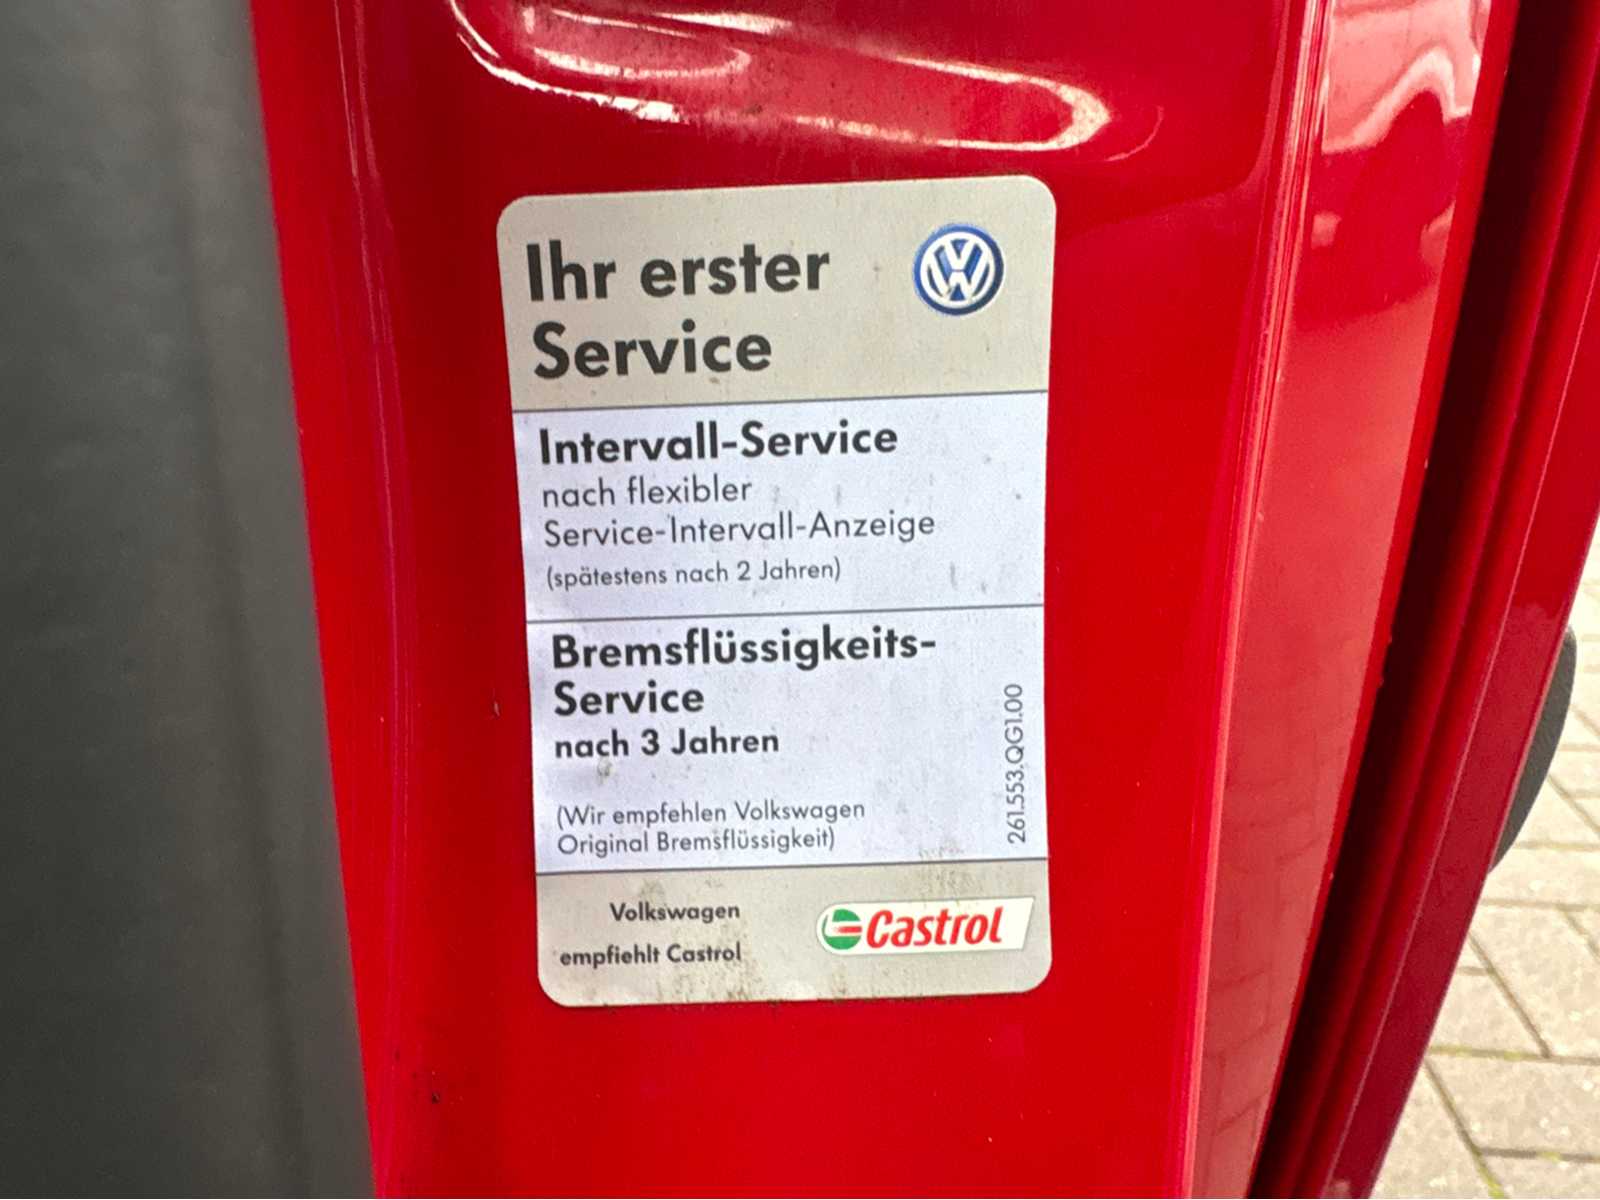 Ihr erster
Service
Intervall-Service
nach flexibler
Service-Intervall-Anzeige
(spätestens nach 2 Jahren)
Bremsflüssigkeits-
Service
nach 3 Jahren
(Wir empfehlen Volkswagen
Original Bremsflüssigkeit)
261.553.QG1.00
Volkswagen
empfiehlt Castrol
Castrol